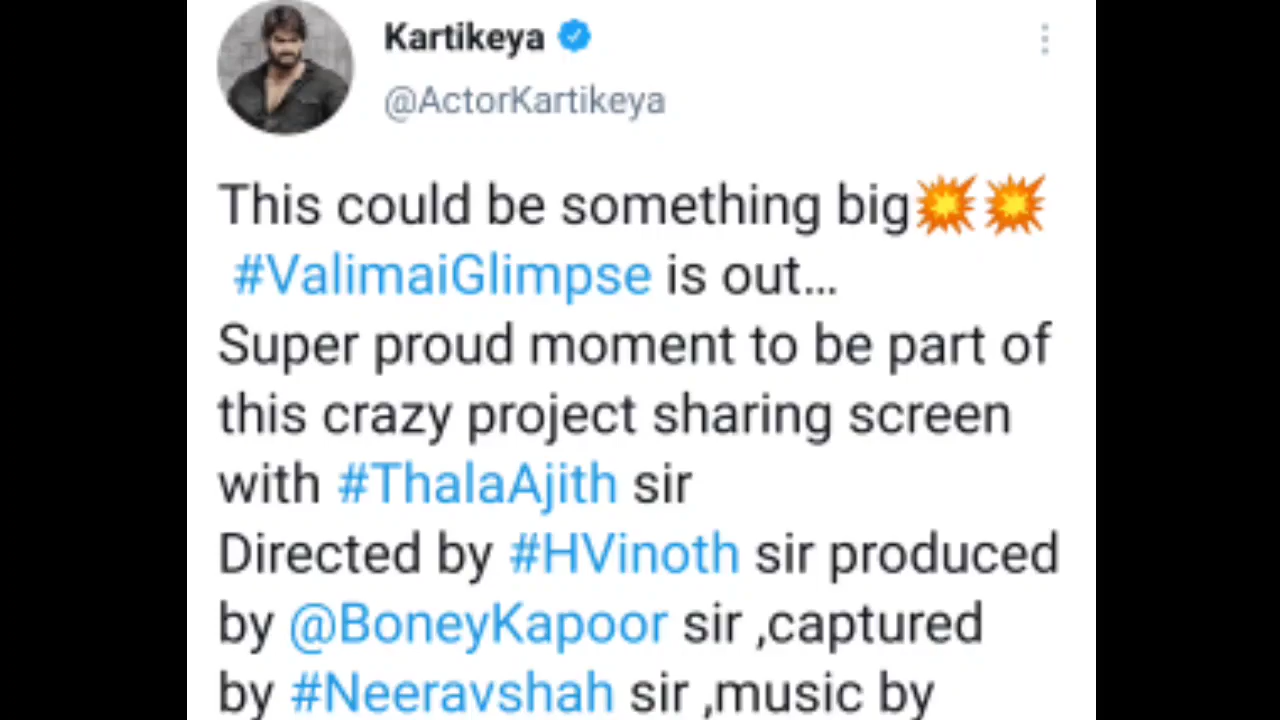 Kartikeya
@ActorKartikeya
This could be something big💥💥
#ValimaiGlimpse is out...
Super proud moment to be part of
this crazy project sharing screen
with #ThalaAjith sir
Directed by #HVinoth sir produced
by @BoneyKapoor sir ,captured
by #Neeravshah sir ,music by